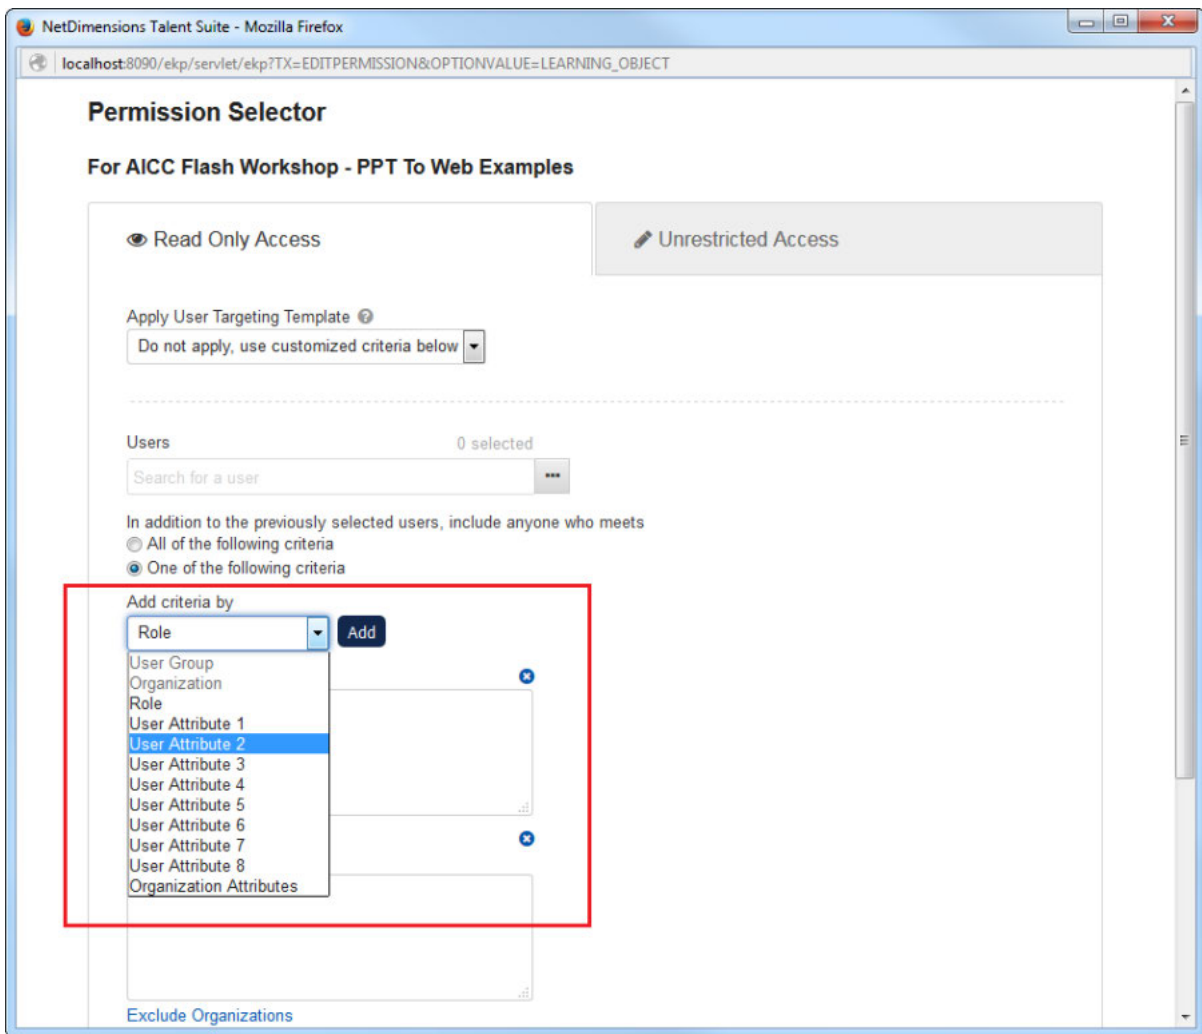 NetDimensions Talent Suite - Mozilla Firefox
localhost:8090/ekp/servlet/ekp?TX=EDITPERMISSION&OPTIONVALUE=LEARNING_OBJECT
Permission Selector
For AICC Flash Workshop - PPT To Web Examples
Read Only Access
Unrestricted Access
Apply User Targeting Template
Do not apply, use customized criteria below
Users 0 selected
Search for a user
In addition to the previously selected users, include anyone who meets
All of the following criteria
One of the following criteria
Add criteria by
Role Add
User Group
Organization
Role
User Attribute 1
User Attribute 2
User Attribute 3
User Attribute 4
User Attribute 5
User Attribute 6
User Attribute 7
User Attribute 8
Organization Attributes
Exclude Organizations